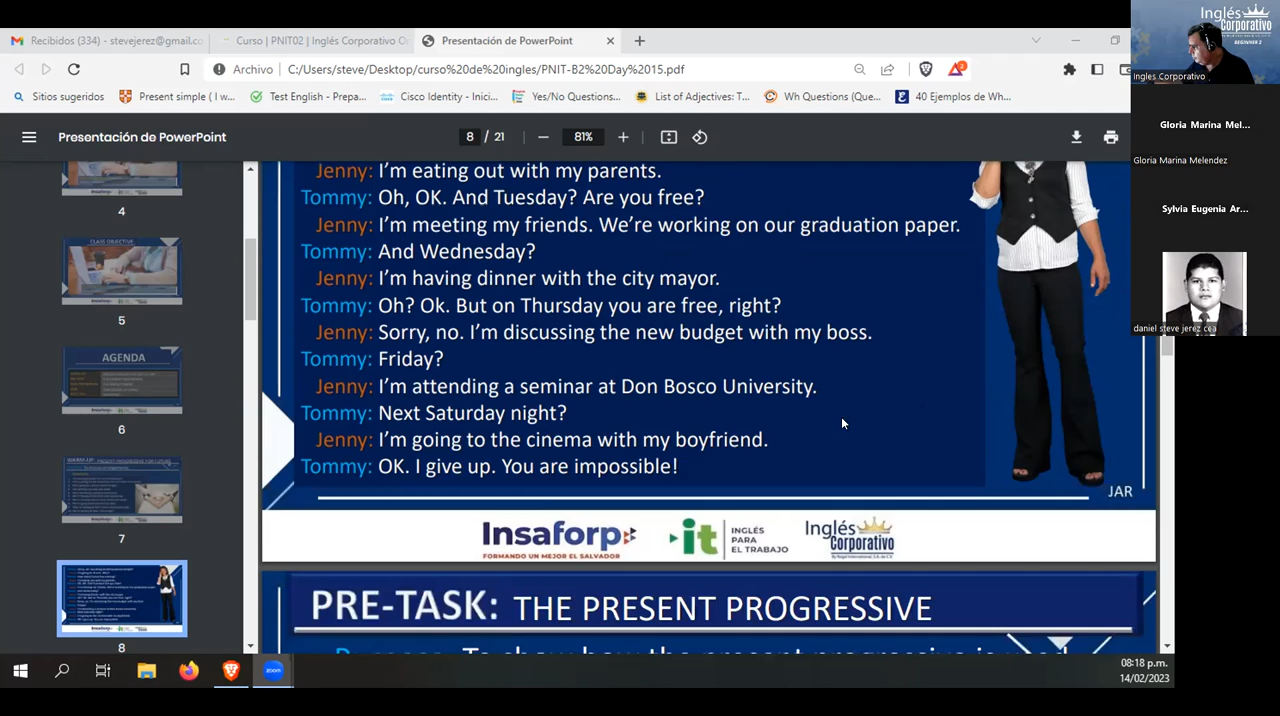 Recibidos (334) - stevejerez@gmail.co
Curso | PNIT02 | Inglés Corporativo O
Presentación de PowerPoint
Archivo
C:/Users/steve/Desktop/curso%20de%20ingles/PNIT-B2%20Day%2015.pdf
2
Sitios sugeridos
Present simple ( I w...
Test English - Prepa...
Cisco Identity - Inici...
Yes/No Questions...
List of Adjectives: T...
Wh Questions (Que...
40 Ejemplos de Wh...
Presentación de PowerPoint
8 / 21
81%
4
CLASS OBJECTIVE
5
AGENDA
6
7
8
Jenny: I'm eating out with my parents.
Tommy: Oh, OK. And Tuesday? Are you free?
Jenny: I'm meeting my friends. We're working on our graduation paper.
Tommy: And Wednesday?
Jenny: I'm having dinner with the city mayor.
Tommy: Oh? Ok. But on Thursday you are free, right?
Jenny: Sorry, no. I'm discussing the new budget with my boss.
Tommy: Friday?
Jenny: I'm attending a seminar at Don Bosco University.
Tommy: Next Saturday night?
Jenny: I'm going to the cinema with my boyfriend.
Tommy: OK. I give up. You are impossible!
JAR
Insaforp
FORMANDO UN MEJOR EL SALVADOR
it
INGLÉS
PARA
EL TRABAJO
Inglés
Corporativo
PRE-TASK: THE PRESENT PROGRESSIVE
Inglés
Corporativo
BEGINNER 2
Ingles Corporativo
Gloria Marina Mel...
Gloria Marina Melendez
Sylvia Eugenia Ar...
daniel steve jerez cea
zoom
08:18 p.m.
14/02/2023